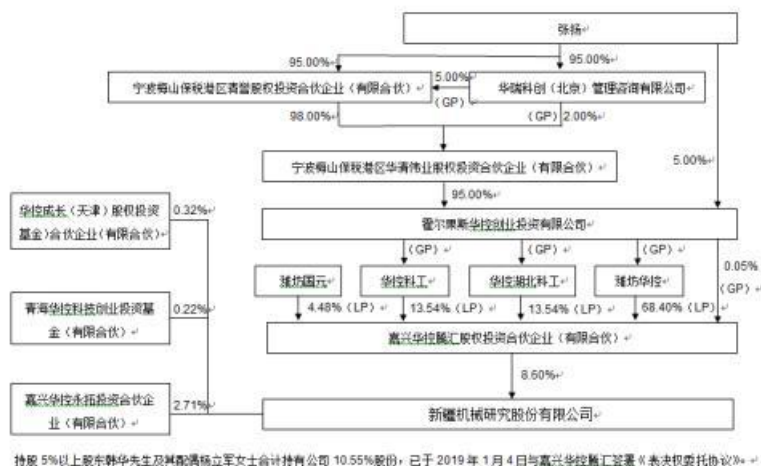 张扬
95.00%
95.00%
宁波梅山保税港区清誉股权投资合伙企业（有限合伙）
5.00%
（GP）
华瑞科创（北京）管理咨询有限公司
98.00%
（GP）
2.00%
宁波梅山保税港区华清伟业股权投资合伙企业（有限合伙）
5.00%
95.00%
华控成长（天津）股权投资
基金）合伙企业（有限合伙）
0.32%
霍尔果斯华控创业投资有限公司
（GP）
（GP）
（GP）
0.05%
（GP）
潍坊国元
华控科工
华控湖北科工
潍坊华控
4.48%（LP）
13.54%（LP）
13.54%（LP）
68.40%（LP）
青海华控科技创业投资基
金（有限合伙）
0.22%
嘉兴华控腾汇股权投资合伙企业（有限合伙）
8.60%
嘉兴华控永拓投资合伙企
业（有限合伙）
2.71%
新疆机械研究股份有限公司
持股 5%以上股东韩华先生及其配偶杨立军女士合计持有公司 10.55%股份，已于 2019 年 1 月 4 日与嘉兴华控腾汇签署《表决权委托协议》。